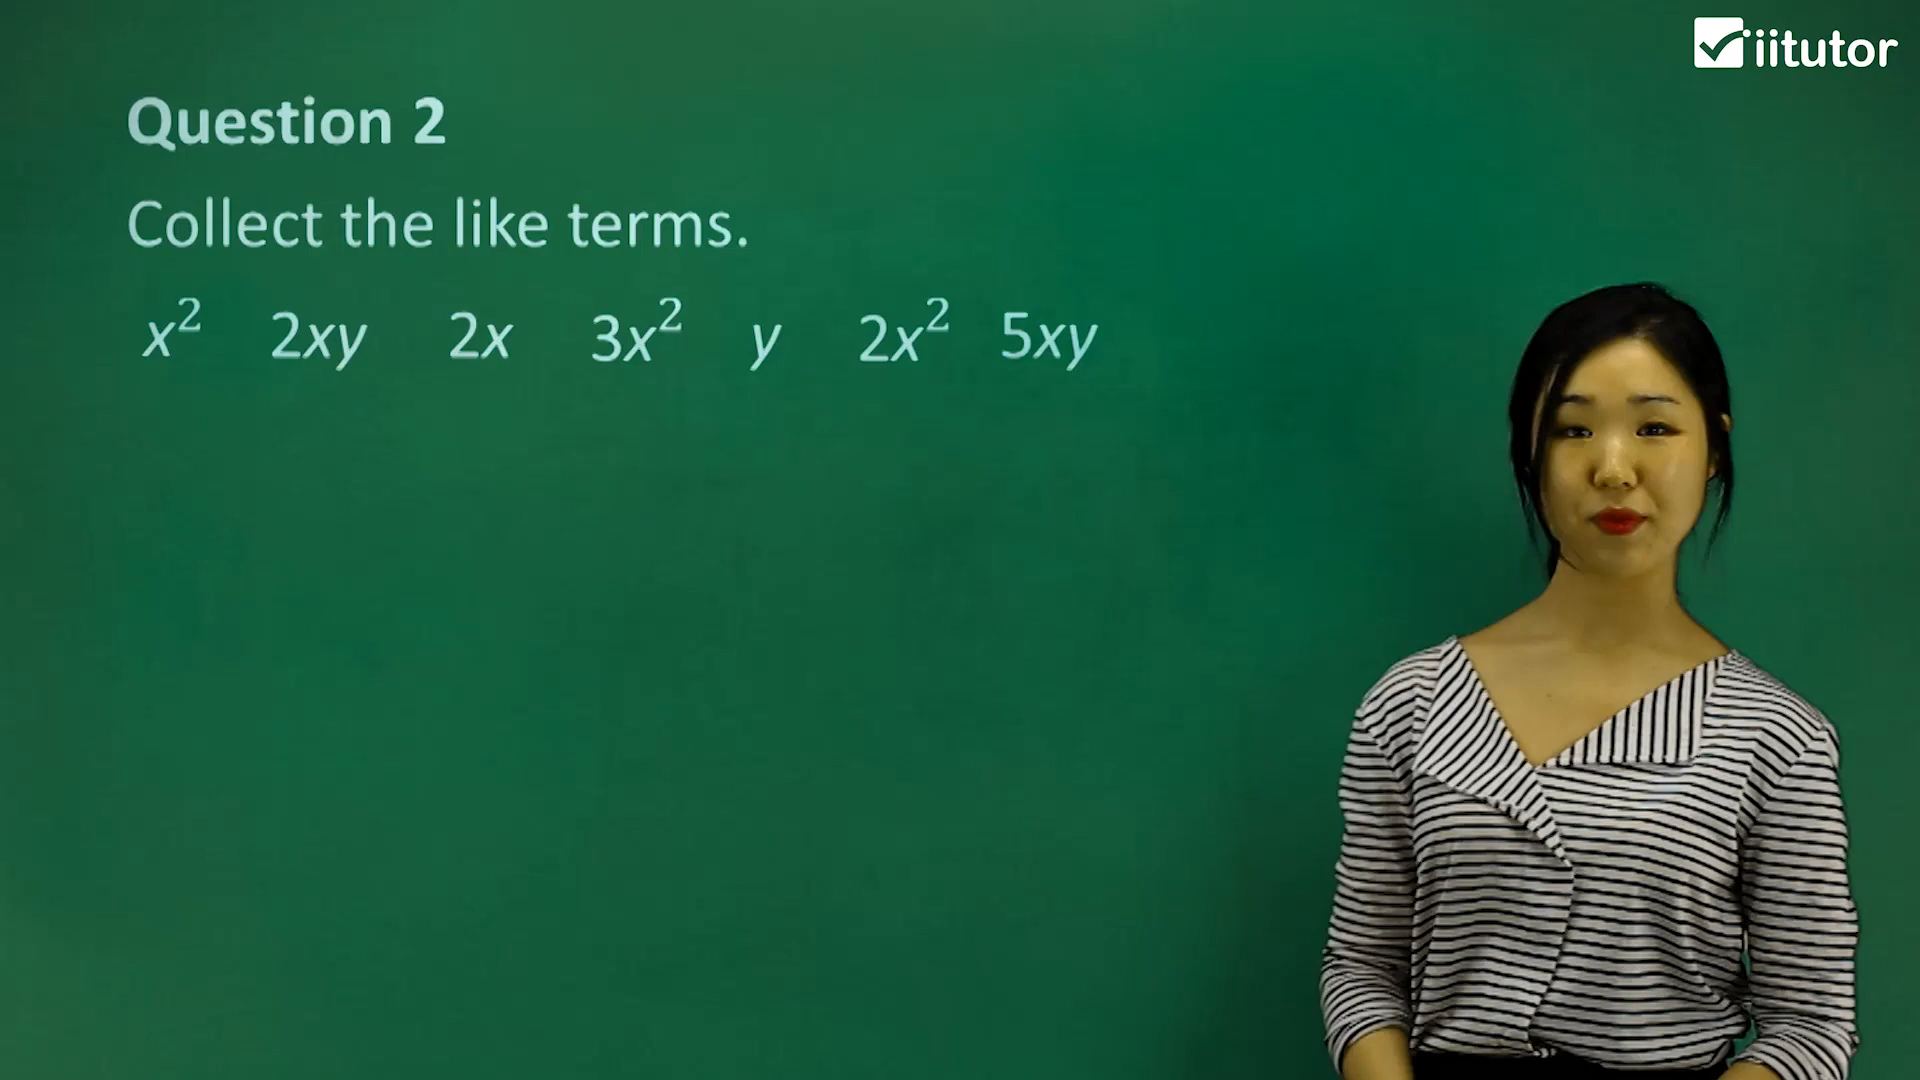 iitutor
Question 2
Collect the like terms.
x² 2xy 2x 3x² y 2x² 5xy